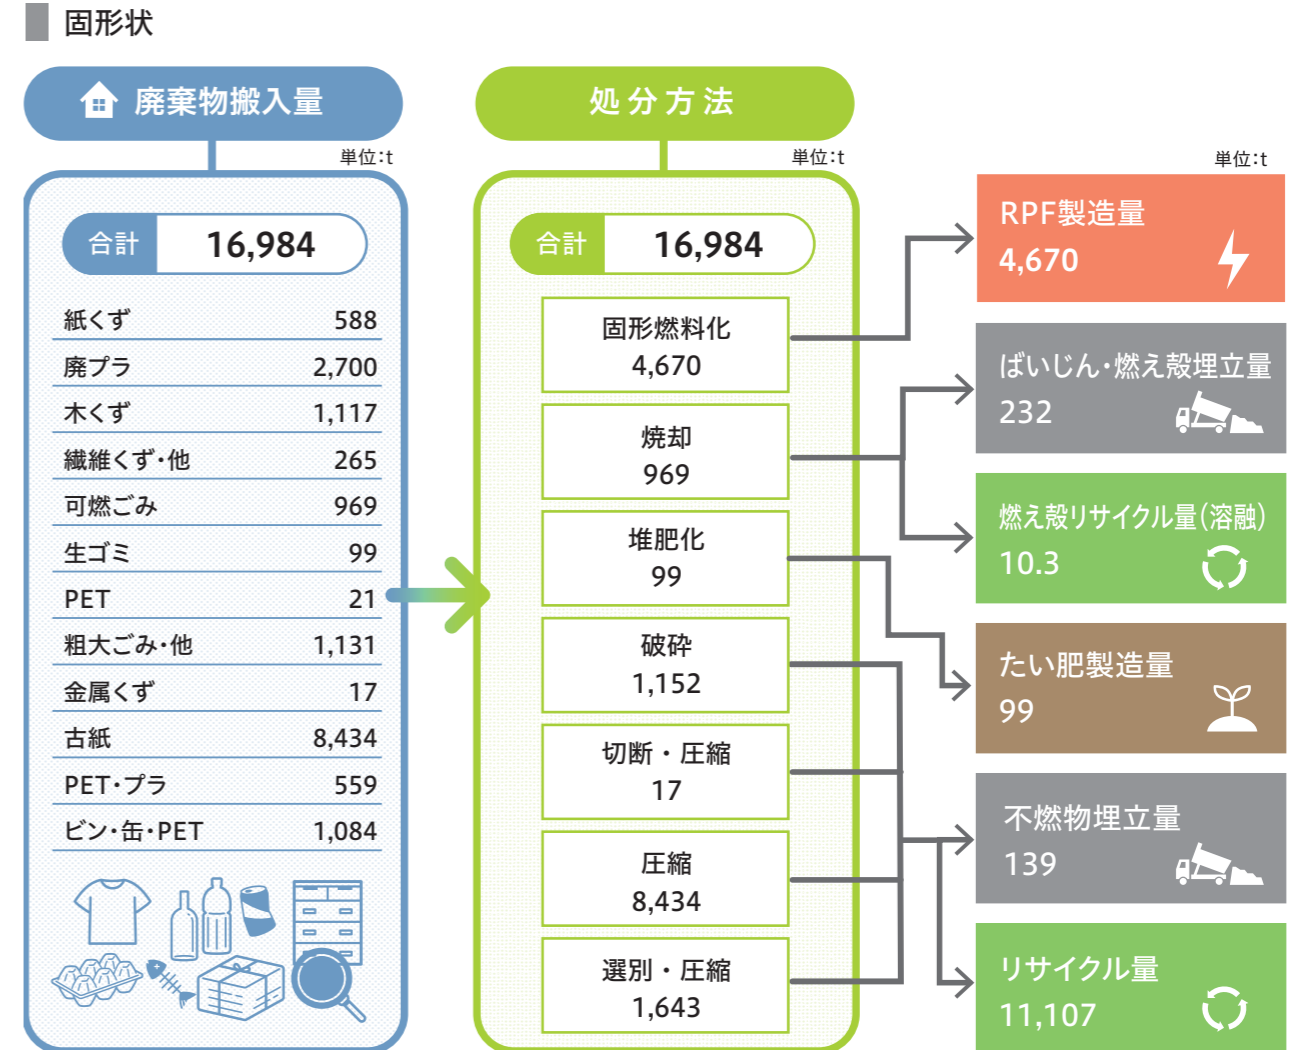 固形状
廃棄物搬入量
単位:t
合計 16,984
紙くず 588
廃プラ 2,700
木くず 1,117
繊維くず・他 265
可燃ごみ 969
生ゴミ 99
PET 21
粗大ごみ・他 1,131
金属くず 17
古紙 8,434
PET・プラ 559
ビン・缶・PET 1,084
処分方法
単位:t
合計 16,984
固形燃料化
4,670
焼却
969
堆肥化
99
破砕
1,152
切断・圧縮
17
圧縮
8,434
選別・圧縮
1,643
単位:t
RPF製造量
4,670
ばいじん・燃え殻埋立量
232
燃え殻リサイクル量(溶融)
10.3
たい肥製造量
99
不燃物埋立量
139
リサイクル量
11,107